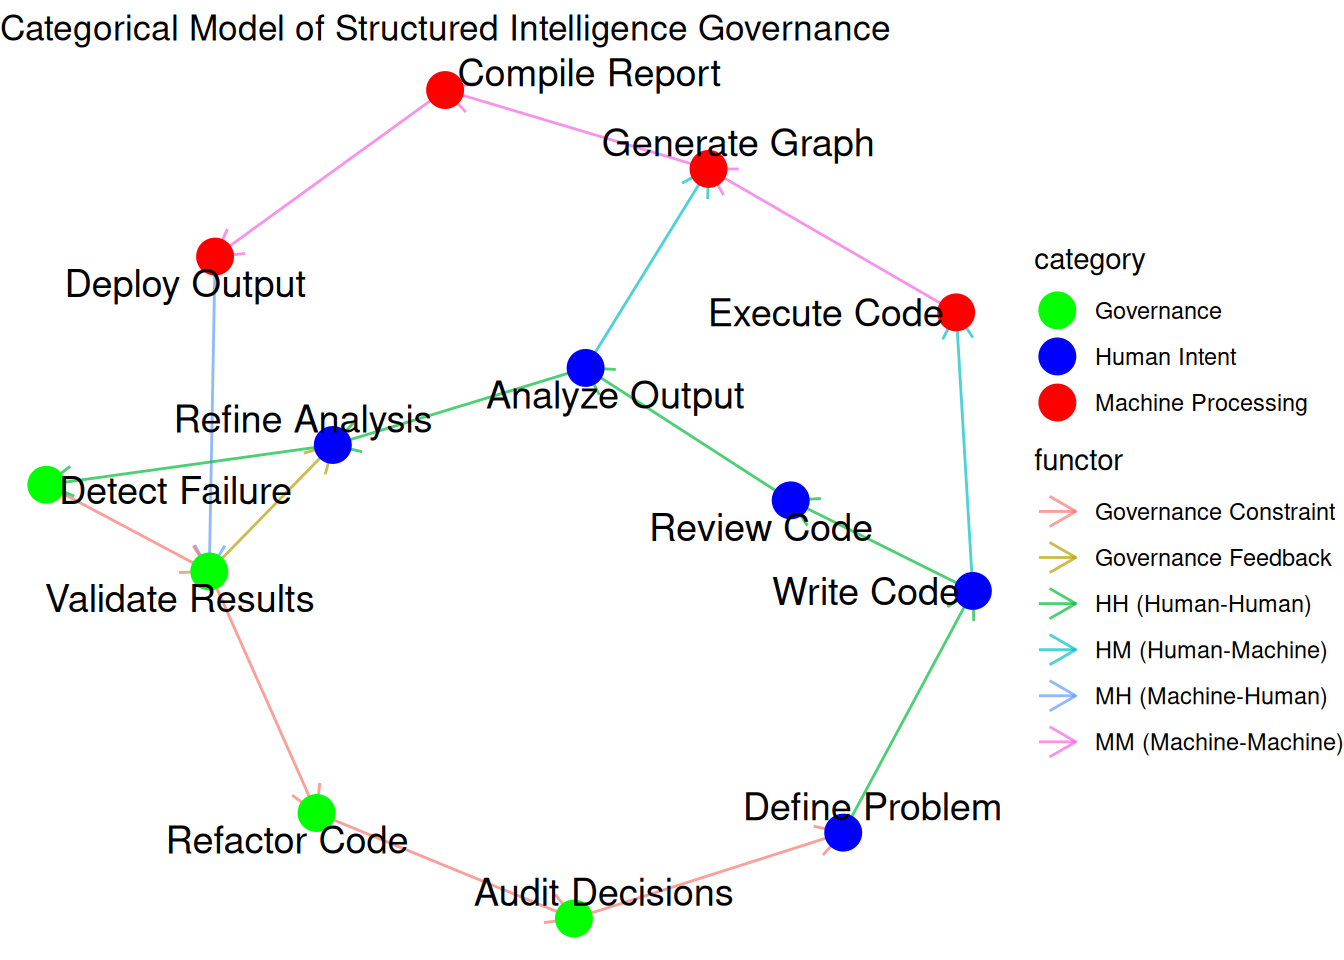 Categorical Model of Structured Intelligence Governance
Compile Report
Generate Graph
Deploy Output
Execute Code
Analyze Output
Refine Analysis
Detect Failure
Review Code
Validate Results
Write Code
Define Problem
Refactor Code
Audit Decisions
category
Governance
Human Intent
Machine Processing
functor
Governance Constraint
Governance Feedback
HH (Human-Human)
HM (Human-Machine)
MH (Machine-Human)
MM (Machine-Machine)